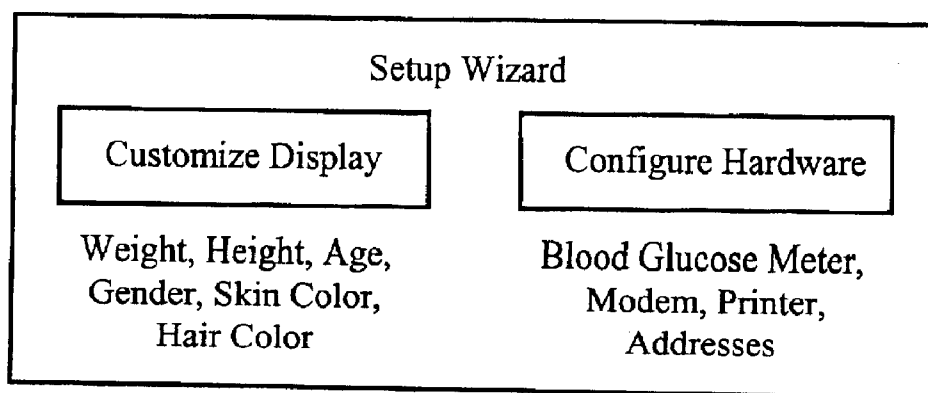 Setup Wizard
Customize Display
Weight, Height, Age,
Gender, Skin Color,
Hair Color
Configure Hardware
Blood Glucose Meter,
Modem, Printer,
Addresses